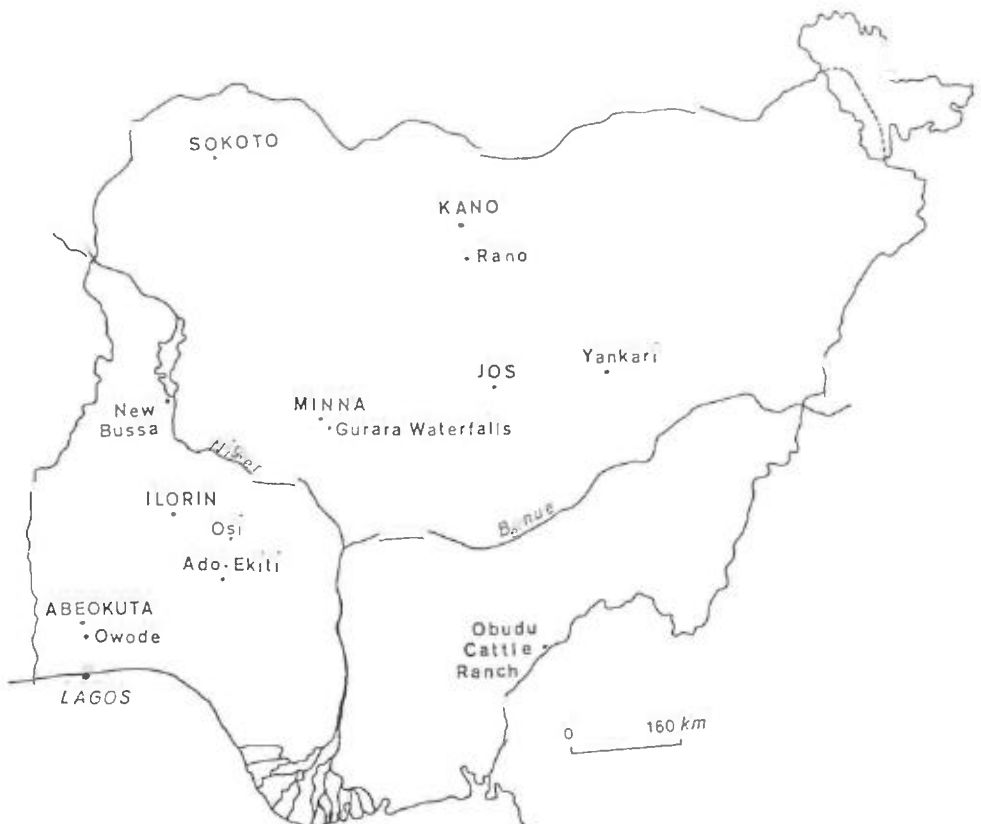 SOKOTO
KANO
Rano
Yankari
JOS
New
Bussa
MINNA
Gurara Waterfalls
Niger
ILORIN
Osi
Benue
Ado-Ekiti
ABEOKUTA
Owode
Obudu
Cattle
Ranch
LAGOS
0 160 km